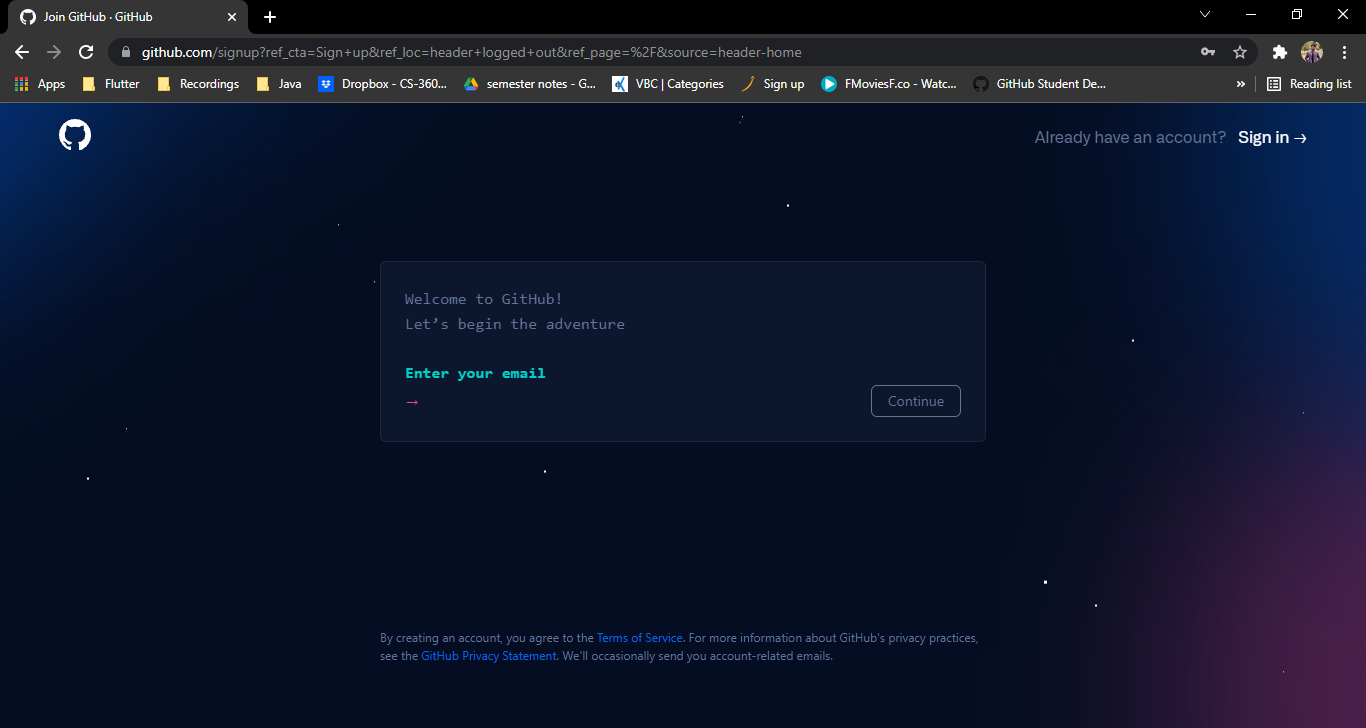 Join GitHub · GitHub
github.com/signup?ref_cta=Sign+up&ref_loc=header+logged+out&ref_page=%2F&source=header-home
Apps Flutter Recordings Java Dropbox - CS-360... semester notes - G... VBC | Categories Sign up FMoviesF.co - Watc... GitHub Student De... » Reading list
Already have an account? Sign in →
Welcome to GitHub!
Let’s begin the adventure
Enter your email
→
Continue
By creating an account, you agree to the Terms of Service. For more information about GitHub's privacy practices,
see the GitHub Privacy Statement. We'll occasionally send you account-related emails.